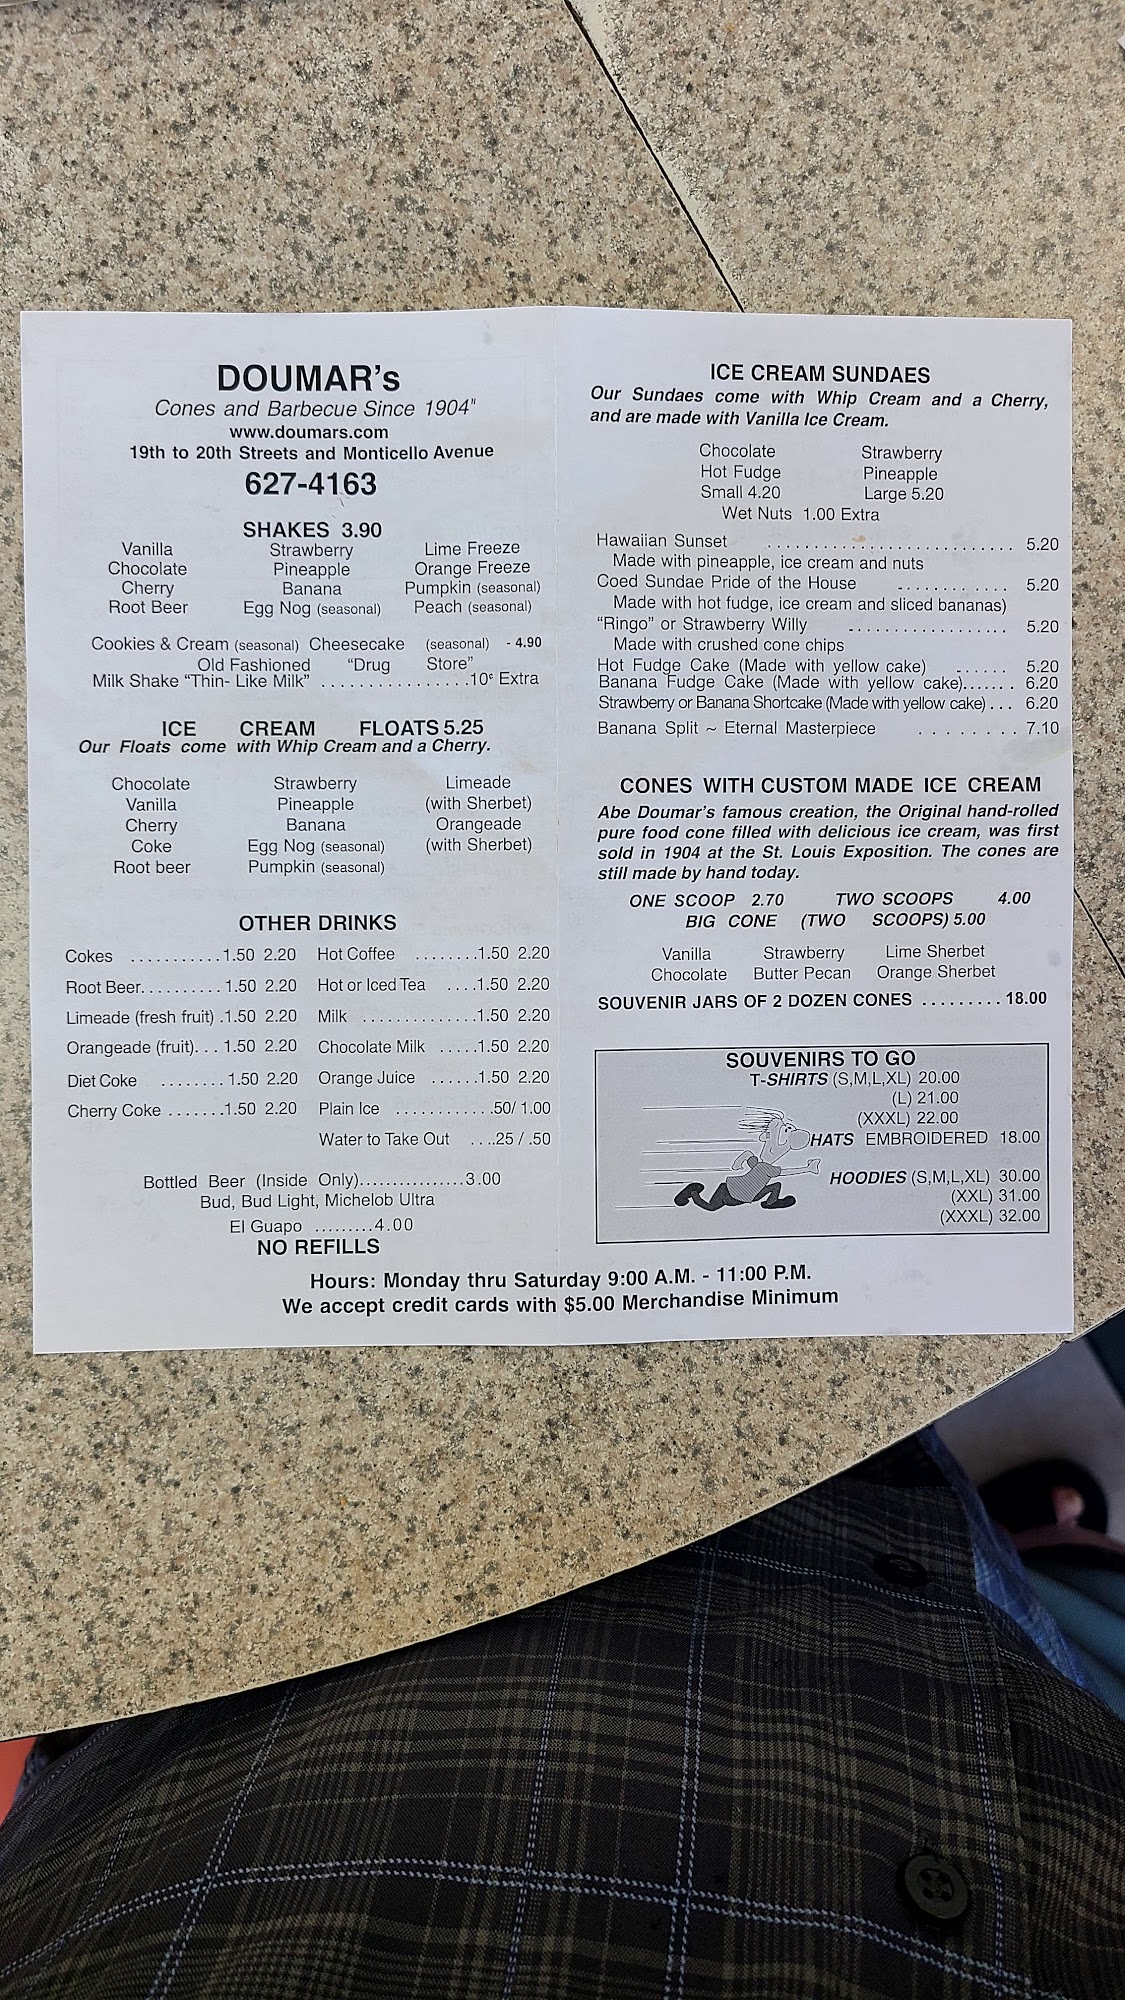 DOUMAR's
Cones and Barbecue Since 1904"
www.doumars.com
19th to 20th Streets and Monticello Avenue
627-4163
SHAKES 3.90
Vanilla Strawberry Lime Freeze
Chocolate Pineapple Orange Freeze
Cherry Banana Pumpkin (seasonal)
Root Beer Egg Nog (seasonal) Peach (seasonal)
Cookies & Cream (seasonal) Cheesecake (seasonal) - 4.90
Old Fashioned "Drug Store"
Milk Shake "Thin- Like Milk" ................10¢ Extra
ICE CREAM FLOATS 5.25
Our Floats come with Whip Cream and a Cherry.
Chocolate Strawberry Limeade
Vanilla Pineapple (with Sherbet)
Cherry Banana Orangeade
Coke Egg Nog (seasonal) (with Sherbet)
Root beer Pumpkin (seasonal)
OTHER DRINKS
Cokes ...........1.50 2.20 Hot Coffee ........1.50 2.20
Root Beer..........1.50 2.20 Hot or Iced Tea ....1.50 2.20
Limeade (fresh fruit) .1.50 2.20 Milk .............1.50 2.20
Orangeade (fruit)...1.50 2.20 Chocolate Milk .....1.50 2.20
Diet Coke ........1.50 2.20 Orange Juice ......1.50 2.20
Cherry Coke .......1.50 2.20 Plain Ice ...........50/ 1.00
Water to Take Out ...25 / .50
Bottled Beer (Inside Only)................3.00
Bud, Bud Light, Michelob Ultra
El Guapo .........4.00
NO REFILLS
ICE CREAM SUNDAES
Our Sundaes come with Whip Cream and a Cherry,
and are made with Vanilla Ice Cream.
Chocolate Strawberry
Hot Fudge Pineapple
Small 4.20 Large 5.20
Wet Nuts 1.00 Extra
Hawaiian Sunset .......................... 5.20
Made with pineapple, ice cream and nuts
Coed Sundae Pride of the House ........... 5.20
Made with hot fudge, ice cream and sliced bananas)
"Ringo" or Strawberry Willy ................. 5.20
Made with crushed cone chips
Hot Fudge Cake (Made with yellow cake) ...... 5.20
Banana Fudge Cake (Made with yellow cake)....... 6.20
Strawberry or Banana Shortcake (Made with yellow cake) ... 6.20
Banana Split ~ Eternal Masterpiece ........ 7.10
CONES WITH CUSTOM MADE ICE CREAM
Abe Doumar's famous creation, the Original hand-rolled
pure food cone filled with delicious ice cream, was first
sold in 1904 at the St. Louis Exposition. The cones are
still made by hand today.
ONE SCOOP 2.70 TWO SCOOPS 4.00
BIG CONE (TWO SCOOPS) 5.00
Vanilla Strawberry Lime Sherbet
Chocolate Butter Pecan Orange Sherbet
SOUVENIR JARS OF 2 DOZEN CONES ......... 18.00
SOUVENIRS TO GO
T-SHIRTS (S,M,L,XL) 20.00
(L) 21.00
(XXXL) 22.00
HATS EMBROIDERED 18.00
HOODIES (S,M,L,XL) 30.00
(XXL) 31.00
(XXXL) 32.00
Hours: Monday thru Saturday 9:00 A.M. - 11:00 P.M.
We accept credit cards with $5.00 Merchandise Minimum